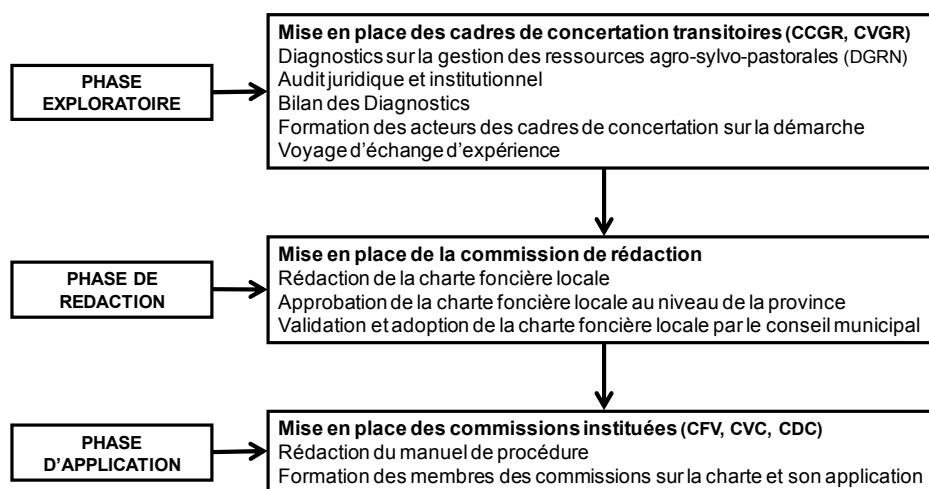 PHASE
EXPLORATOIRE
Mise en place des cadres de concertation transitoires (CCGR, CVGR)
Diagnostics sur la gestion des ressources agro-sylvo-pastorales (DGRN)
Audit juridique et institutionnel
Bilan des Diagnostics
Formation des acteurs des cadres de concertation sur la démarche
Voyage d'échange d'expérience
PHASE DE
REDACTION
Mise en place de la commission de rédaction
Rédaction de la charte foncière locale
Approbation de la charte foncière locale au niveau de la province
Validation et adoption de la charte foncière locale par le conseil municipal
PHASE
D'APPLICATION
Mise en place des commissions instituées (CFV, CVC, CDC)
Rédaction du manuel de procédure
Formation des membres des commissions sur la charte et son application